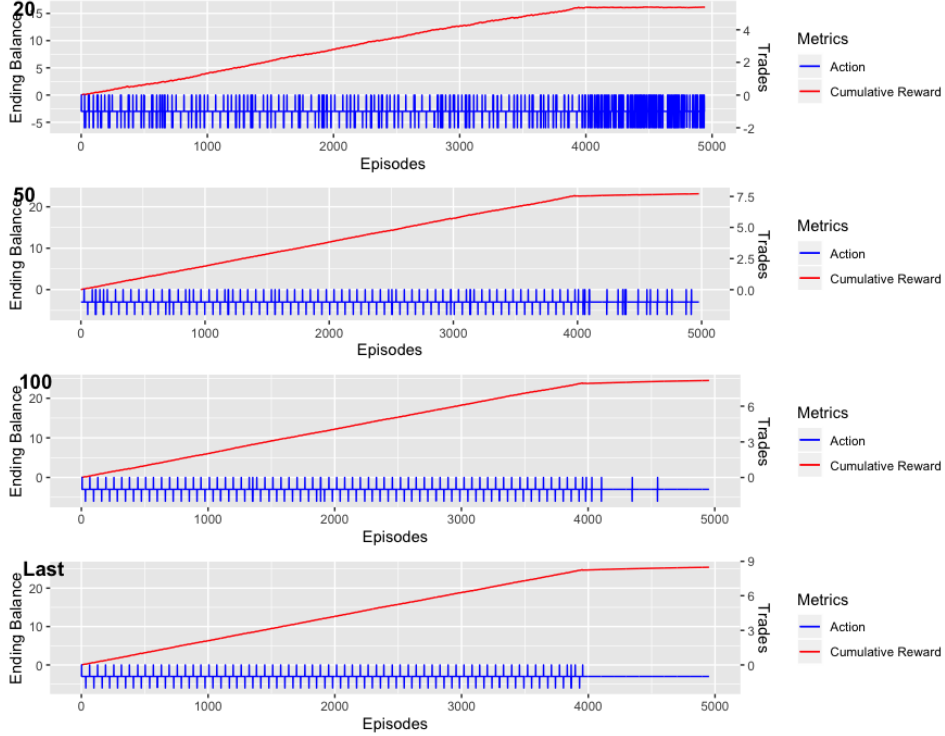 20
Ending Balance
15
5
0
-5
4
2
0
-2
Trades
0 1000 2000 3000 4000 5000
Episodes
Metrics
Action
Cumulative Reward
50
Ending Balance
20
10
0
7.5
5.0
2.5
0.0
Trades
0 1000 2000 3000 4000 5000
Episodes
Metrics
Action
Cumulative Reward
100
Ending Balance
20
10
0
6
3
0
Trades
0 1000 2000 3000 4000 5000
Episodes
Metrics
Action
Cumulative Reward
Last
Ending Balance
20
10
0
9
6
3
0
Trades
0 1000 2000 3000 4000 5000
Episodes
Metrics
Action
Cumulative Reward